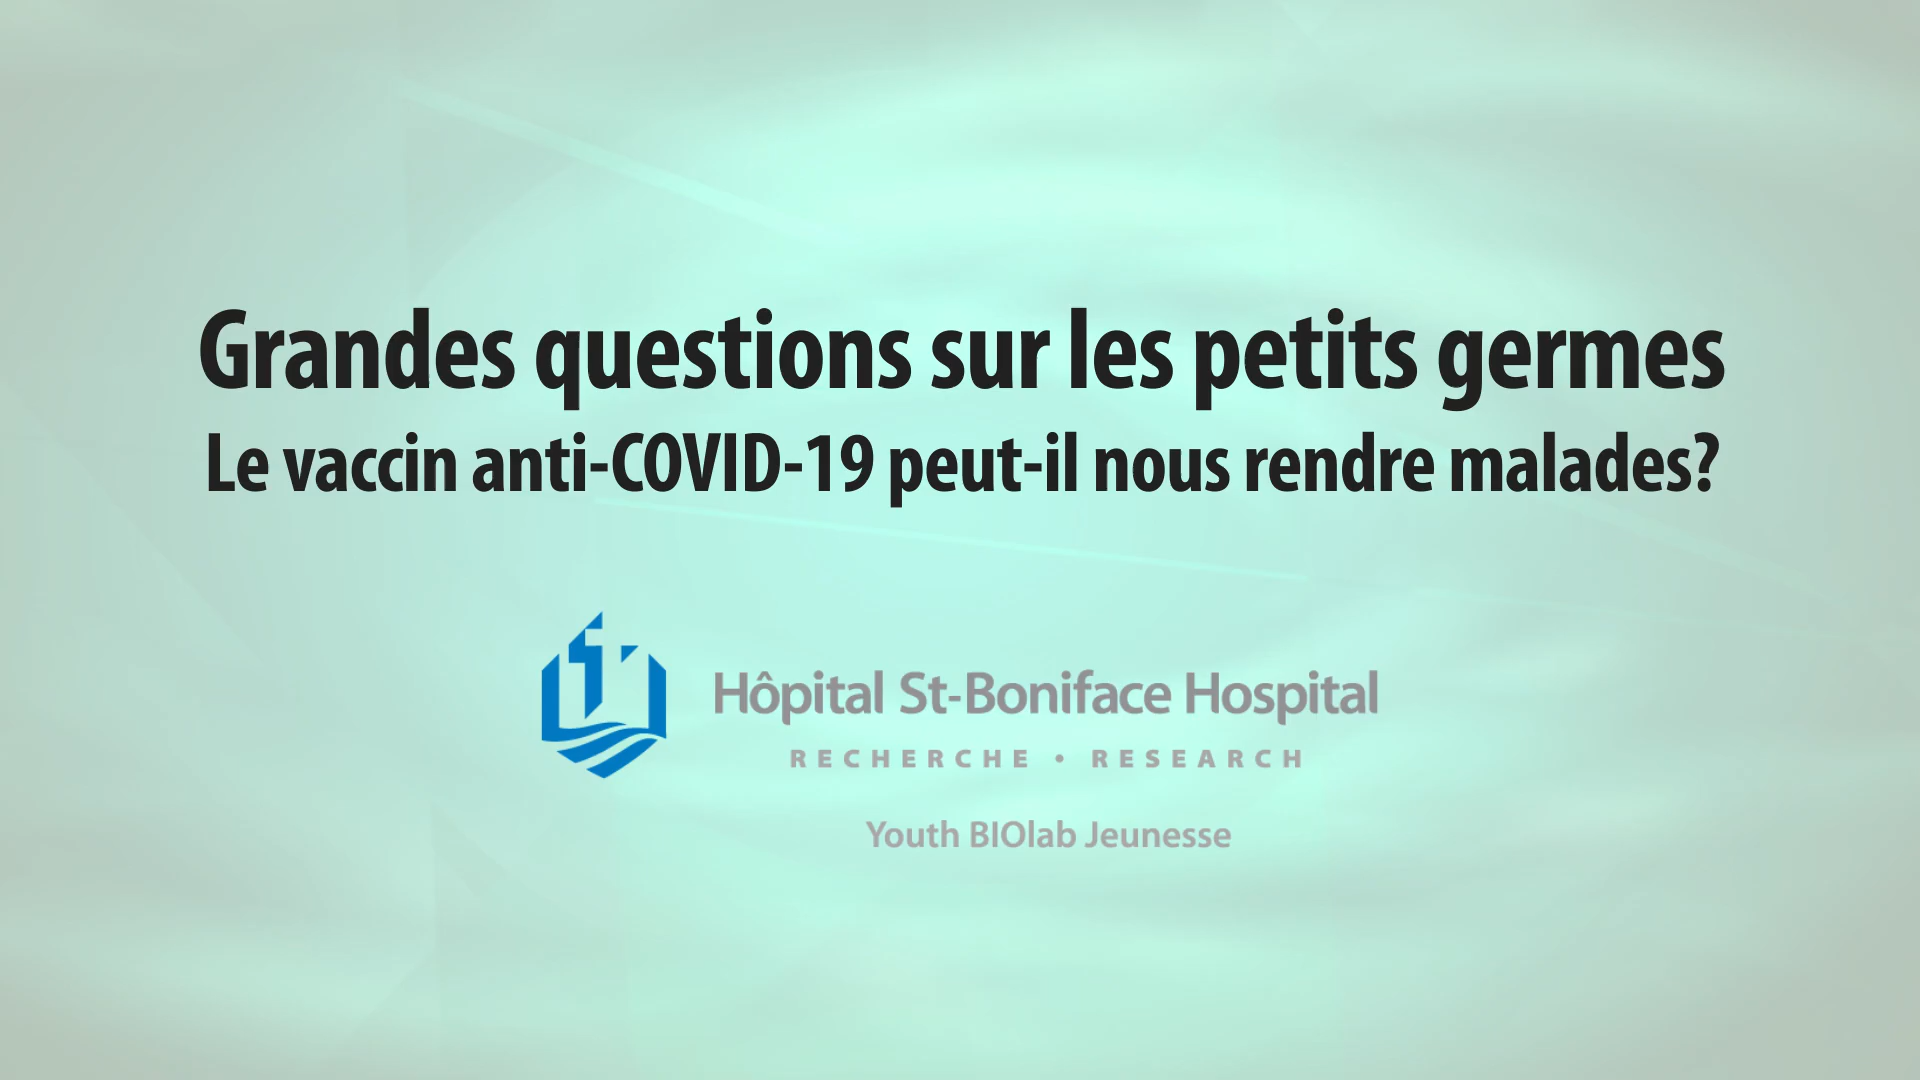 Grandes questions sur les petits germes
Le vaccin anti-COVID-19 peut-il nous rendre malades?
Hôpital St-Boniface Hospital
RECHERCHE • RESEARCH
Youth BIOlab Jeunesse